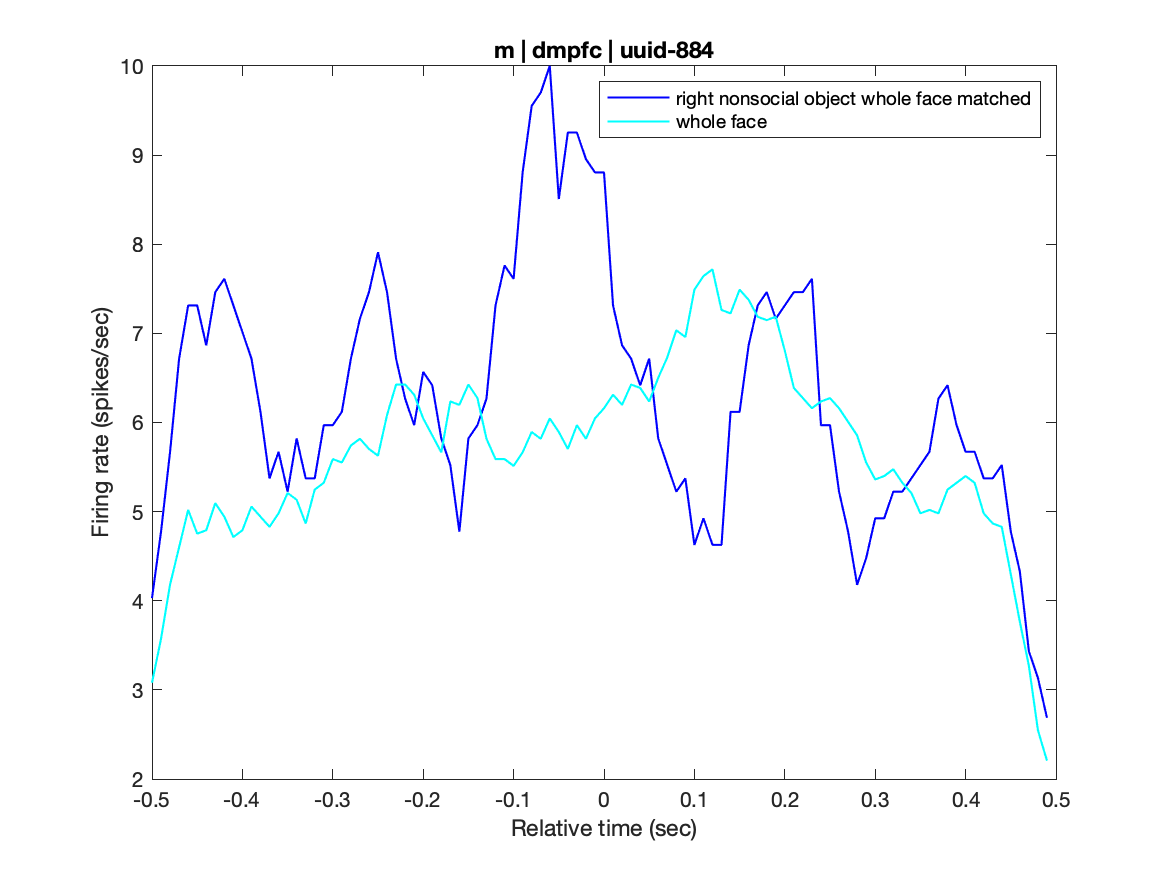 m | dmpfc | uuid-884
right nonsocial object whole face matched
whole face
Firing rate (spikes/sec)
10
9
8
7
6
5
4
3
2
-0.5 -0.4 -0.3 -0.2 -0.1 0 0.1 0.2 0.3 0.4 0.5
Relative time (sec)